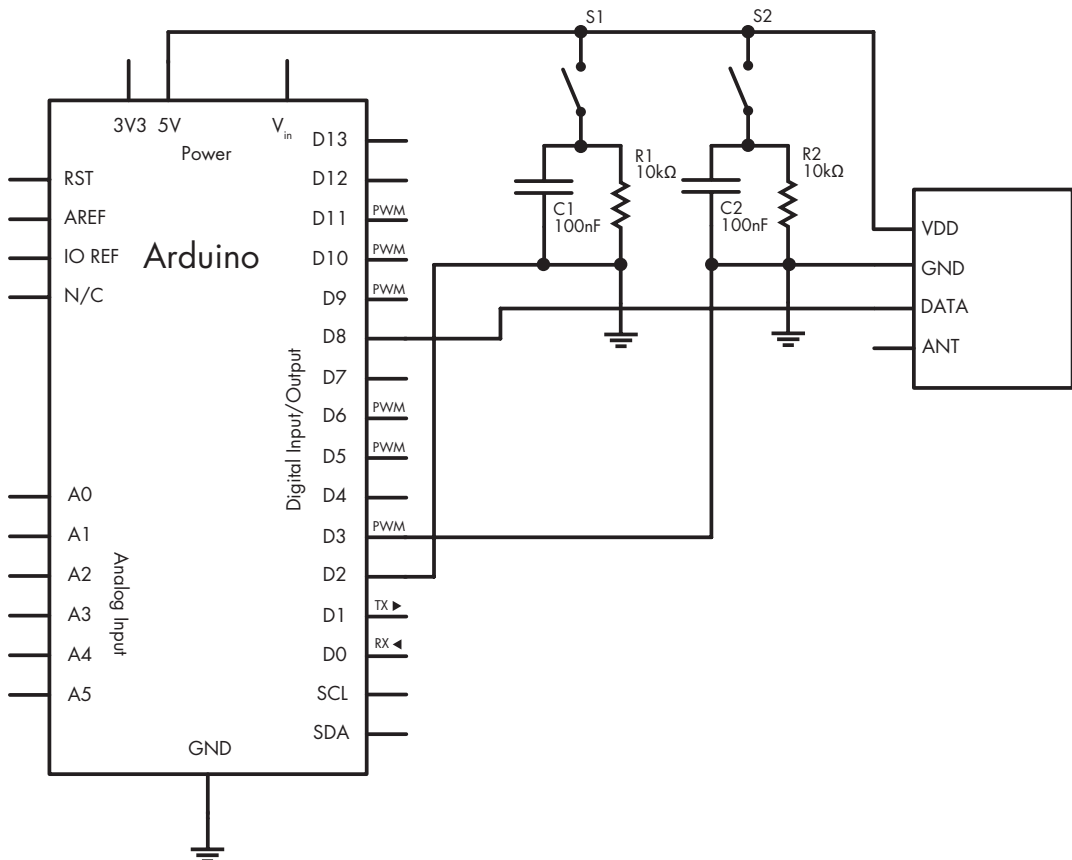 S1
S2
3V3 5V
Vin
Power
RST
AREF
IO REF
N/C
Arduino
A0
A1
A2
A3
A4
A5
Analog Input
Digital Input/Output
D13
D12
D11 PWM
D10 PWM
D9 PWM
D8
D7
D6 PWM
D5 PWM
D4
D3 PWM
D2
D1 TX ▶
D0 RX ◀
SCL
SDA
GND
C1
100nF
R1
10kΩ
C2
100nF
R2
10kΩ
VDD
GND
DATA
ANT